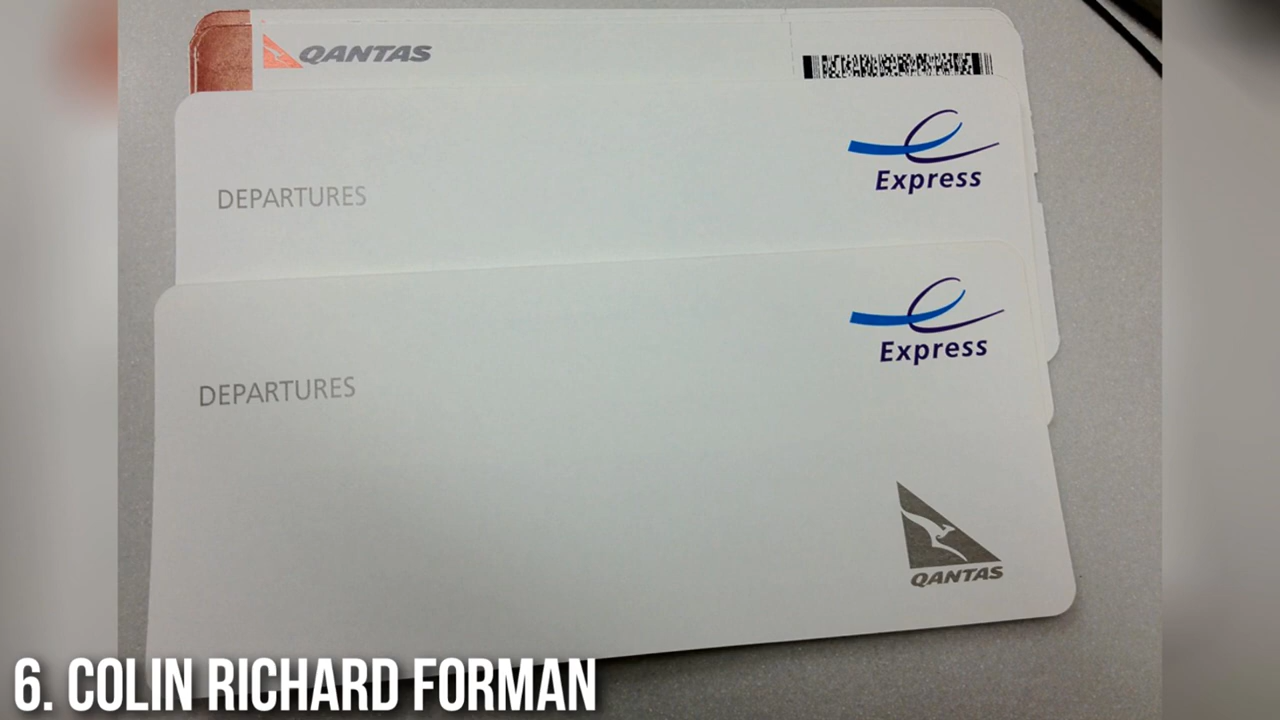 QANTAS
Express
DEPARTURES
Express
DEPARTURES
QANTAS
6. COLIN RICHARD FORMAN